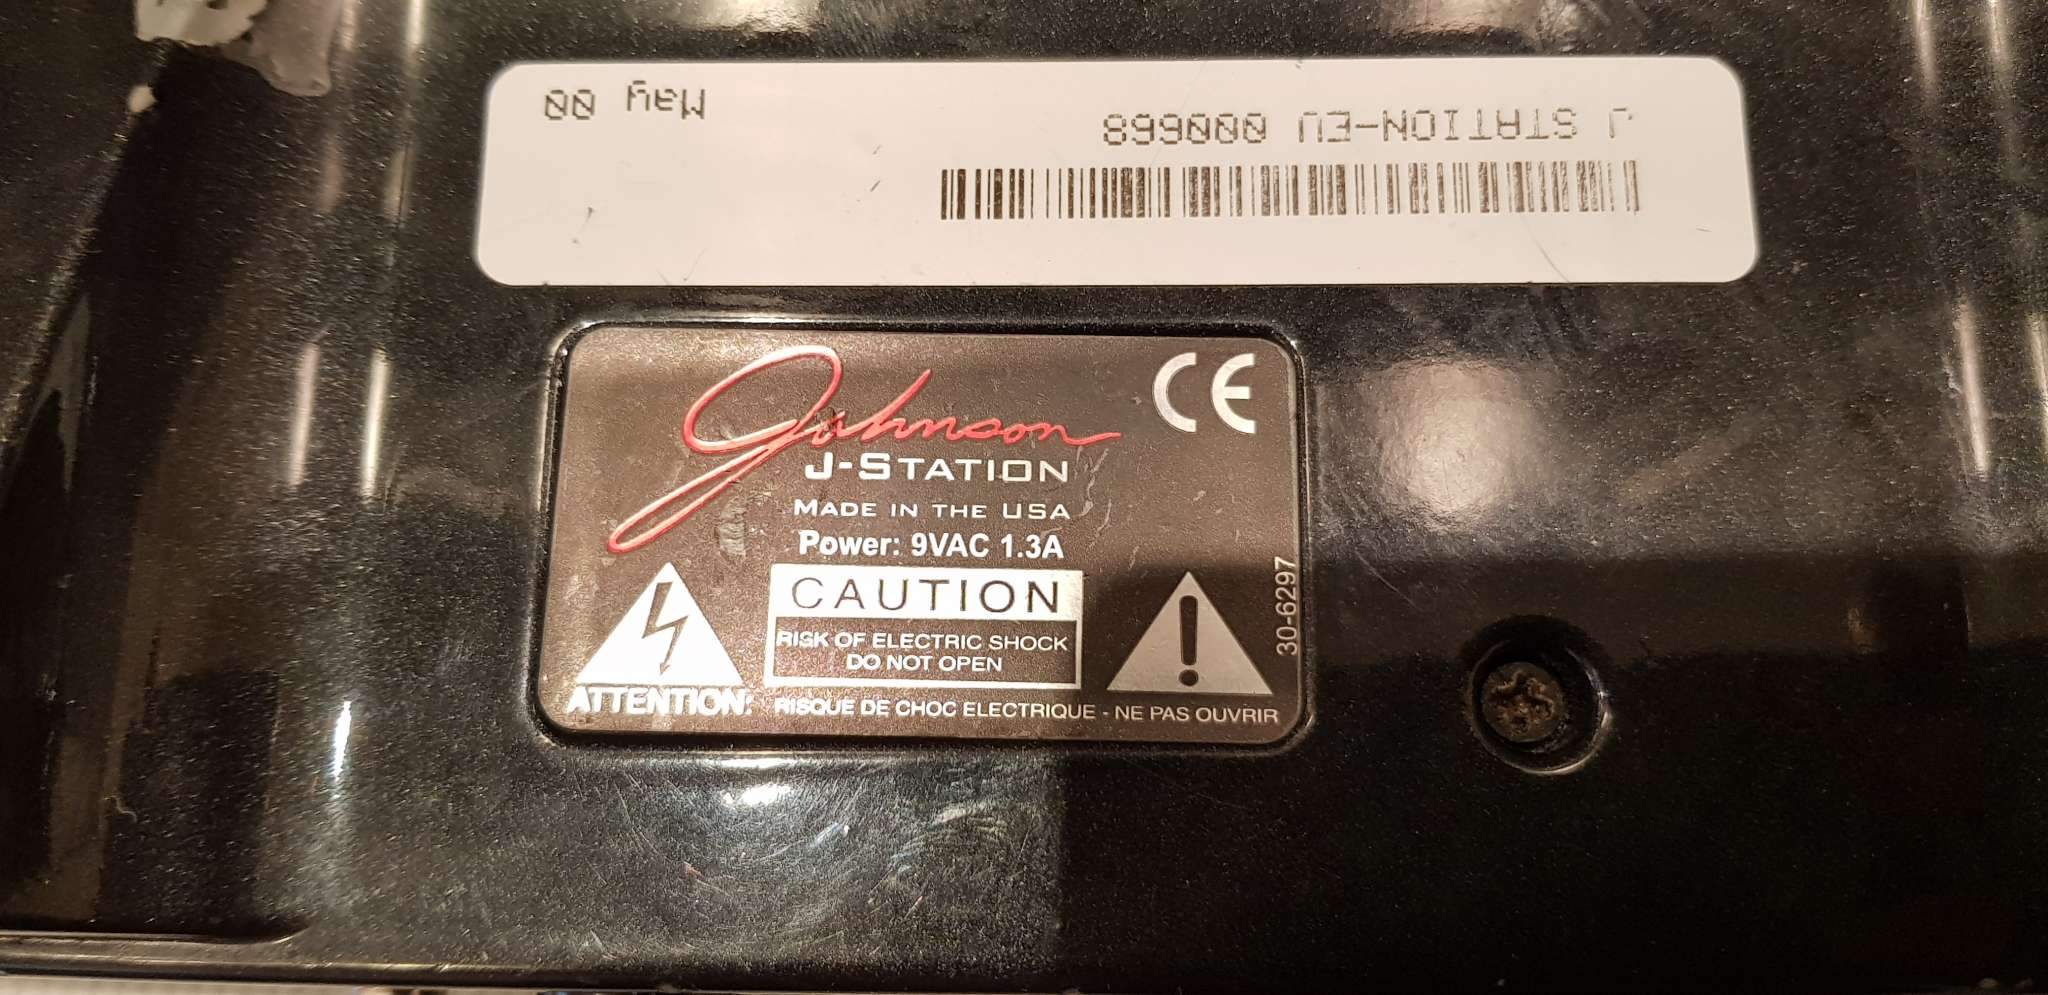 J STATION-EU 000668 May 00
Johnson
CE
J-STATION
MADE IN THE USA
Power: 9VAC 1.3A
CAUTION
RISK OF ELECTRIC SHOCK
DO NOT OPEN
ATTENTION: RISQUE DE CHOC ELECTRIQUE - NE PAS OUVRIR
30-6297